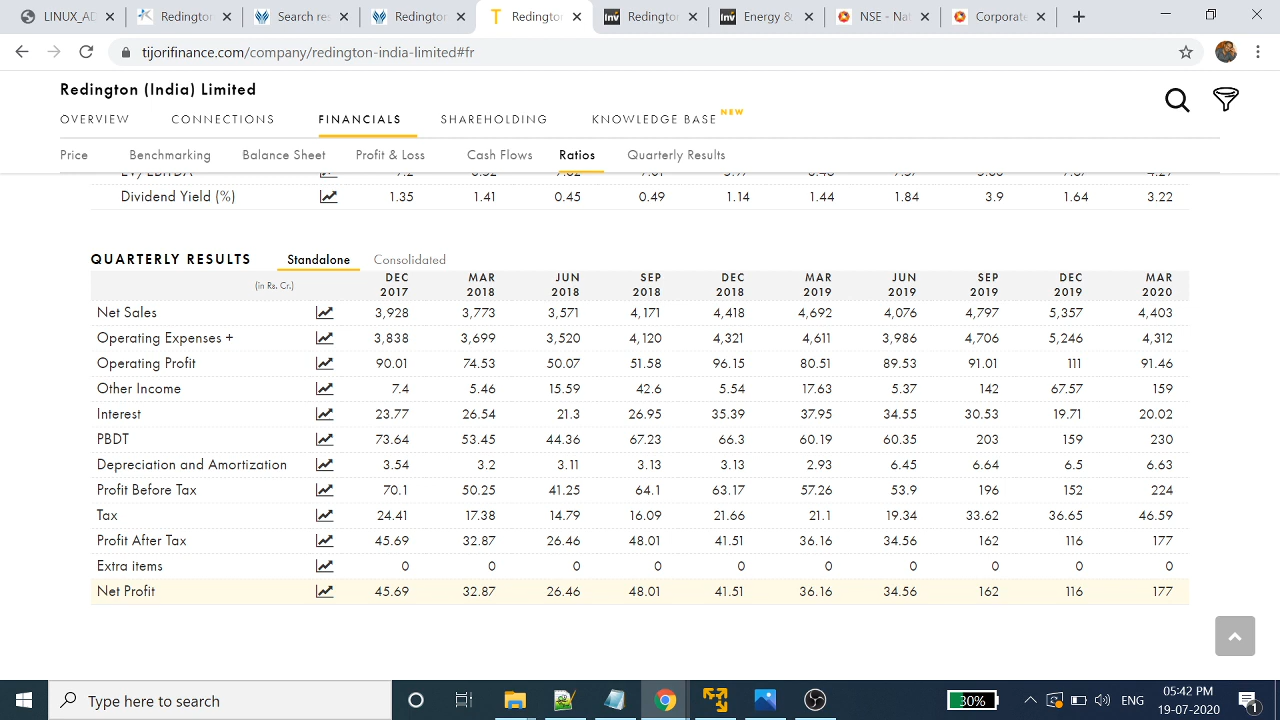 LINUX_AD
Redington
Search res
Redington
Redington
Redington
Energy &
NSE - Nat
Corporate
tijorifinance.com/company/redington-india-limited#fr
Redington (India) Limited
OVERVIEW CONNECTIONS FINANCIALS SHAREHOLDING KNOWLEDGE BASE NEW
Price Benchmarking Balance Sheet Profit & Loss Cash Flows Ratios Quarterly Results
Dividend Yield (%) 1.35 1.41 0.45 0.49 1.14 1.44 1.84 3.9 1.64 3.22
QUARTERLY RESULTS Standalone Consolidated
(in Rs. Cr.) DEC 2017 MAR 2018 JUN 2018 SEP 2018 DEC 2018 MAR 2019 JUN 2019 SEP 2019 DEC 2019 MAR 2020
Net Sales 3,928 3,773 3,571 4,171 4,418 4,692 4,076 4,797 5,357 4,403
Operating Expenses + 3,838 3,699 3,520 4,120 4,321 4,611 3,986 4,706 5,246 4,312
Operating Profit 90.01 74.53 50.07 51.58 96.15 80.51 89.53 91.01 111 91.46
Other Income 7.4 5.46 15.59 42.6 5.54 17.63 5.37 142 67.57 159
Interest 23.77 26.54 21.3 26.95 35.39 37.95 34.55 30.53 19.71 20.02
PBDT 73.64 53.45 44.36 67.23 66.3 60.19 60.35 203 159 230
Depreciation and Amortization 3.54 3.2 3.11 3.13 3.13 2.93 6.45 6.64 6.5 6.63
Profit Before Tax 70.1 50.25 41.25 64.1 63.17 57.26 53.9 196 152 224
Tax 24.41 17.38 14.79 16.09 21.66 21.1 19.34 33.62 36.65 46.59
Profit After Tax 45.69 32.87 26.46 48.01 41.51 36.16 34.56 162 116 177
Extra items 0 0 0 0 0 0 0 0 0 0
Net Profit 45.69 32.87 26.46 48.01 41.51 36.16 34.56 162 116 177
Type here to search
30%
ENG
05:42 PM
19-07-2020
1